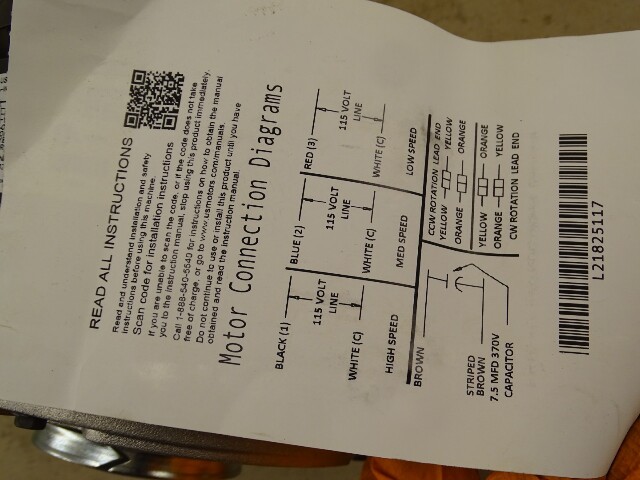 READ ALL INSTRUCTIONS
Read and understand installation and safety
instructions before using this machine.
Scan code for installation instructions
If you are unable to scan the code, or if the code does not take
you to the instruction manual, stop using this product immediately.
Call 1-888-540-5540 for instructions on how to obtain the manual
free of charge, or go to www.usmotors.com/manuals.
Do not continue to use or install this product until you have
obtained and read the instruction manual.
Motor Connection Diagrams
BLACK (1)
115 VOLT
LINE
WHITE (C)
HIGH SPEED
BLUE (2)
115 VOLT
LINE
WHITE (C)
MED SPEED
RED (3)
115 VOLT
LINE
WHITE (C)
LOW SPEED
BROWN
STRIPED
BROWN
7.5 MFD 370V
CAPACITOR
CCW ROTATION LEAD END
YELLOW YELLOW
ORANGE ORANGE
YELLOW ORANGE
ORANGE YELLOW
CW ROTATION LEAD END
L21825117